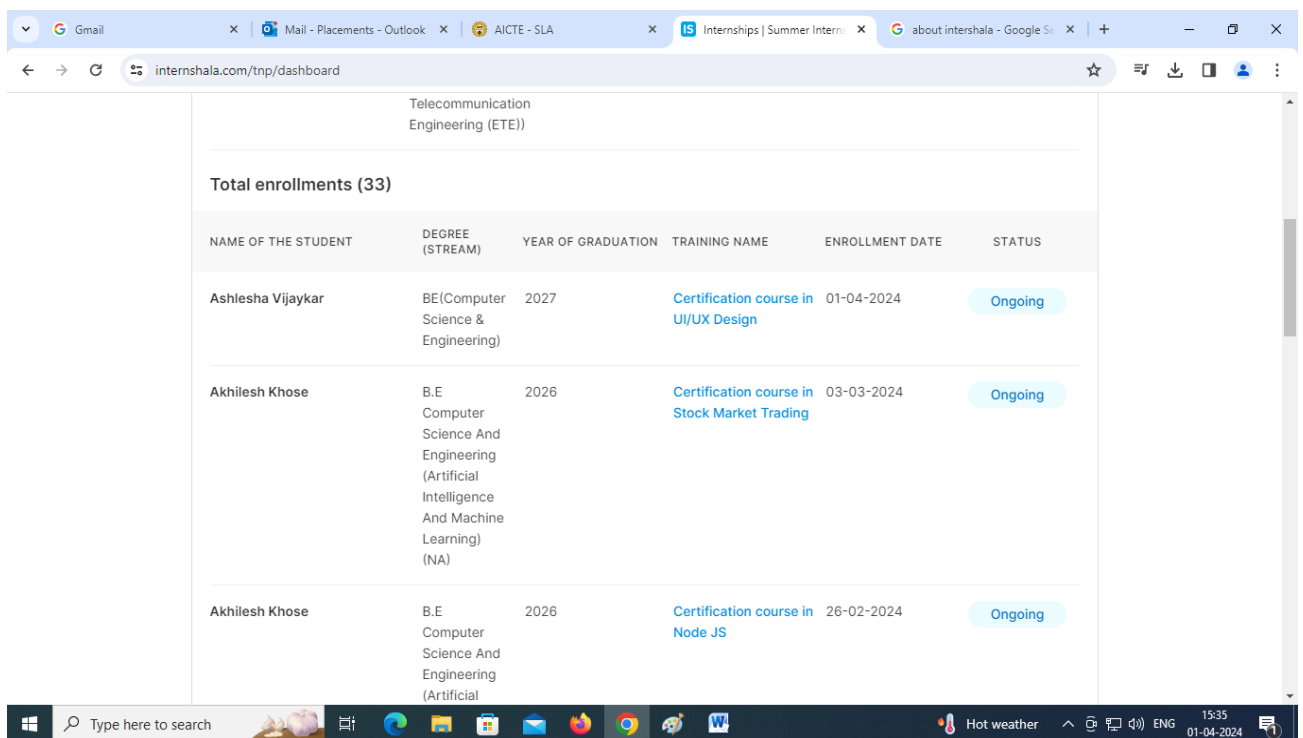 Gmail
Mail - Placements - Outlook
AICTE - SLA
IS Internships | Summer Interns
about intershala - Google Se
internshala.com/tnp/dashboard
Telecommunication
Engineering (ETE))
Total enrollments (33)
NAME OF THE STUDENT
DEGREE
(STREAM)
YEAR OF GRADUATION
TRAINING NAME
ENROLLMENT DATE
STATUS
Ashlesha Vijaykar
BE(Computer
Science &
Engineering)
2027
Certification course in
UI/UX Design
01-04-2024
Ongoing
Akhilesh Khose
B.E
Computer
Science And
Engineering
(Artificial
Intelligence
And Machine
Learning)
(NA)
2026
Certification course in
Stock Market Trading
03-03-2024
Ongoing
Akhilesh Khose
B.E
Computer
Science And
Engineering
(Artificial
2026
Certification course in
Node JS
26-02-2024
Ongoing
Type here to search
Hot weather
ENG
15:35
01-04-2024
1